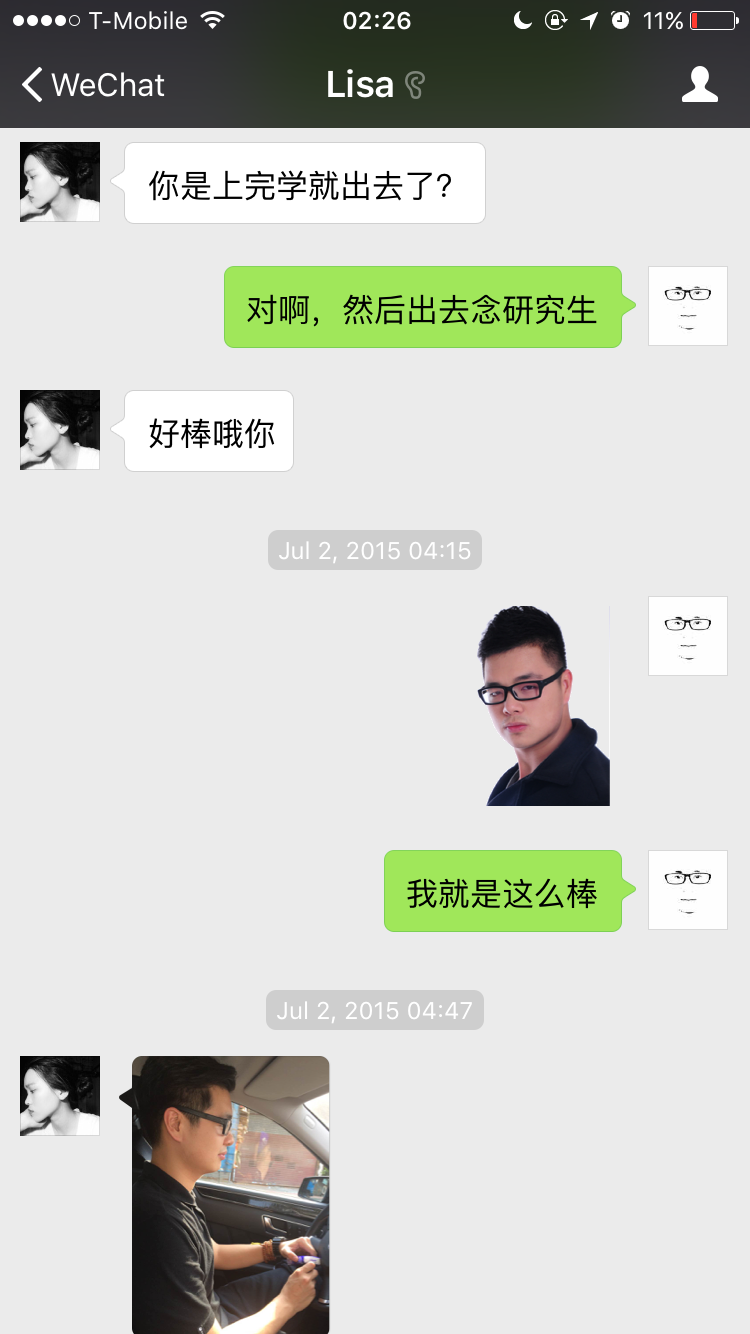 T-Mobile 02:26 11%
WeChat Lisa
你是上完学就出去了?
对啊，然后出去念研究生
好棒哦你
Jul 2, 2015 04:15
我就是这么棒
Jul 2, 2015 04:47